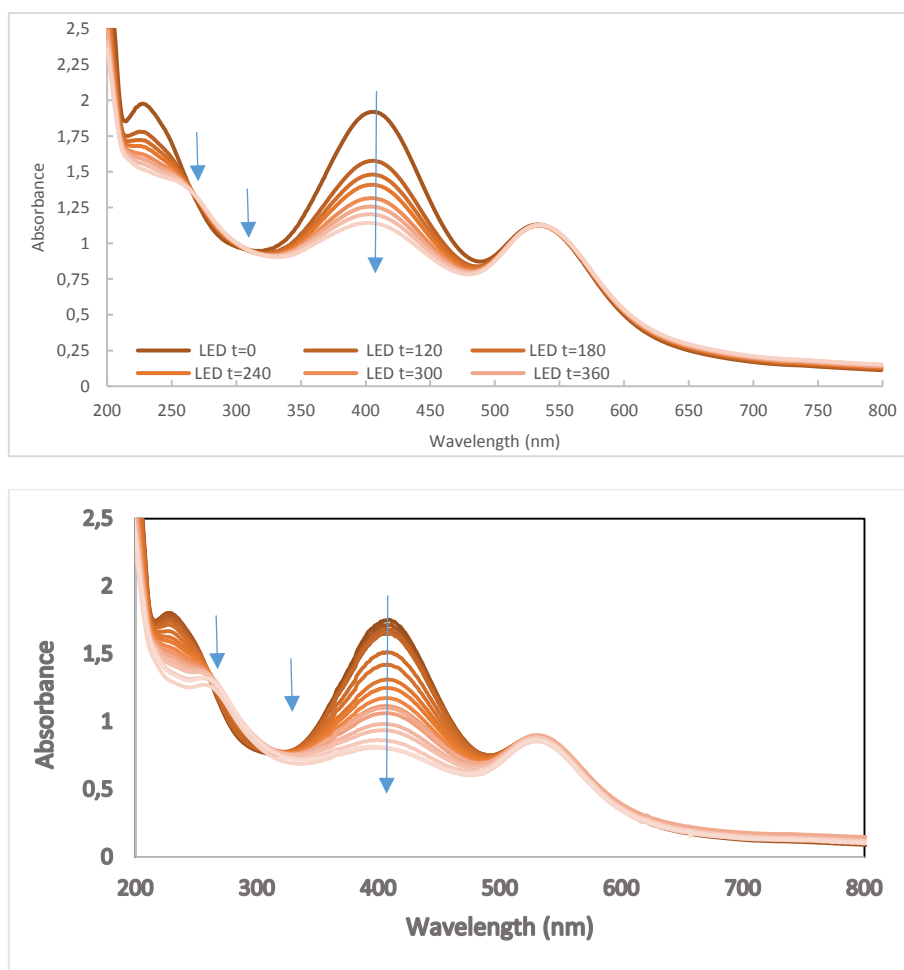 2,5
2,25
2
1,75
1,5
1,25
1
0,75
0,5
0,25
0
Absorbance
LED t=0 LED t=120 LED t=180
LED t=240 LED t=300 LED t=360
200 250 300 350 400 450 500 550 600 650 700 750 800
Wavelength (nm)
2,5
2
1,5
1
0,5
0
Absorbance
200 300 400 500 600 700 800
Wavelength (nm)